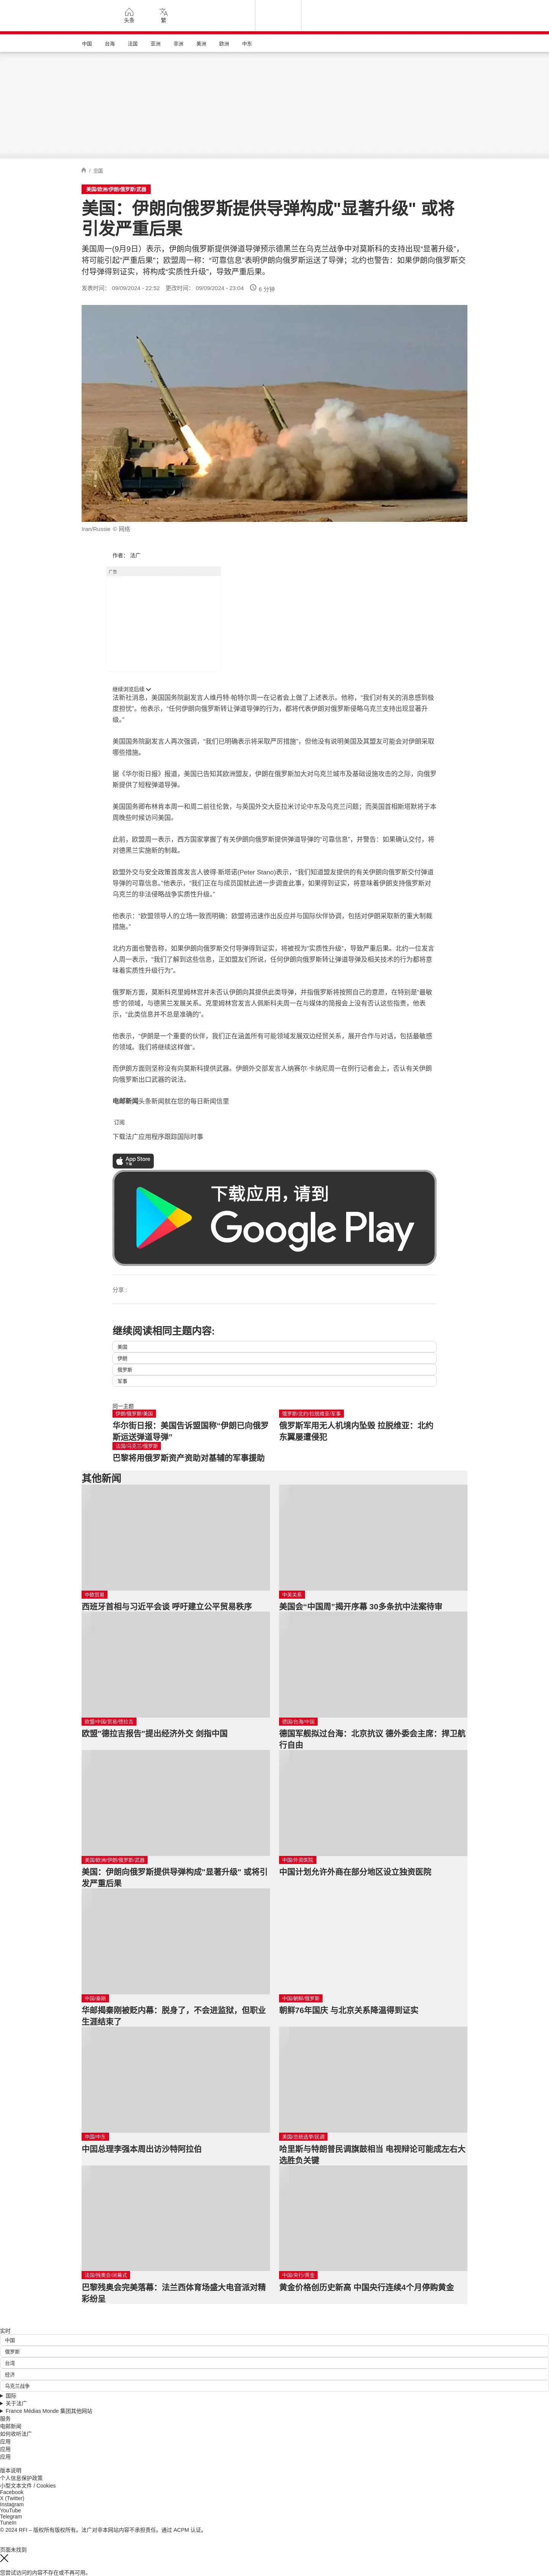 头条
繁
中国
台海
法国
亚洲
非洲
美洲
欧洲
中东
/ 中国
美国/欧洲/伊朗/俄罗斯/武器
美国：伊朗向俄罗斯提供导弹构成"显著升级" 或将
引发严重后果
美国周一(9月9日）表示，伊朗向俄罗斯提供弹道导弹预示德黑兰在乌克兰战争中对莫斯科的支持出现“显著升级”，
将可能引起“严重后果”；欧盟周一称：“可靠信息”表明伊朗向俄罗斯运送了导弹；北约也警告：如果伊朗向俄罗斯交
付导弹得到证实，将构成“实质性升级”，导致严重后果。
发表时间： 09/09/2024 - 22:52 更改时间： 09/09/2024 - 23:04 6 分钟
Iran/Russie © 网络
作者： 法广
广告
继续浏览后续
法新社消息，美国国务院副发言人维丹特·帕特尔周一在记者会上做了上述表示。他称，“我们对有关的消息感到极
度担忧”。他表示，“任何伊朗向俄罗斯转让弹道导弹的行为，都将代表伊朗对俄罗斯侵略乌克兰支持出现显著升
级。”
美国国务院副发言人再次强调，“我们已明确表示将采取严厉措施”，但他没有说明美国及其盟友可能会对伊朗采取
哪些措施。
据《华尔街日报》报道，美国已告知其欧洲盟友，伊朗在俄罗斯加大对乌克兰城市及基础设施攻击的之际，向俄罗
斯提供了短程弹道导弹。
美国国务卿布林肯本周一和周二前往伦敦，与英国外交大臣拉米讨论中东及乌克兰问题；而英国首相斯塔默将于本
周晚些时候访问美国。
此前，欧盟周一表示，西方国家掌握了有关伊朗向俄罗斯提供弹道导弹的“可靠信息”，并警告：如果确认交付，将
对德黑兰实施新的制裁。
欧盟外交与安全政策首席发言人彼得·斯塔诺(Peter Stano)表示，“我们知道盟友提供的有关伊朗向俄罗斯交付弹道
导弹的可靠信息。”他表示，“我们正在与成员国就此进一步调查此事，如果得到证实，将意味着伊朗支持俄罗斯对
乌克兰的非法侵略战争实质性升级。”
他表示：“欧盟领导人的立场一致而明确：欧盟将迅速作出反应并与国际伙伴协调，包括对伊朗采取新的重大制裁
措施。”
北约方面也警告称，如果伊朗向俄罗斯交付导弹得到证实，将被视为“实质性升级”，导致严重后果。北约一位发言
人周一表示，“我们了解到这些信息，正如盟友们所说，任何伊朗向俄罗斯转让弹道导弹及相关技术的行为都将意
味着实质性升级行为”。
俄罗斯方面，莫斯科克里姆林宫并未否认伊朗向其提供此类导弹，并指俄罗斯将按照自己的意愿，在特别是“最敏
感”的领域，与德黑兰发展关系。克里姆林宫发言人佩斯科夫周一在与媒体的简报会上没有否认这些指责，他表
示，“此类信息并不总是准确的”。
他表示，“伊朗是一个重要的伙伴，我们正在涵盖所有可能领域发展双边经贸关系，展开合作与对话，包括最敏感
的领域。我们将继续这样做”。
而伊朗方面则坚称没有向莫斯科提供武器。伊朗外交部发言人纳赛尔·卡纳尼周一在例行记者会上，否认有关伊朗
向俄罗斯出口武器的说法。
电邮新闻头条新闻就在您的每日新闻信里
订阅
下载法广应用程序跟踪国际时事
App Store
下载
下载应用，请到
Google Play
分享 :
继续阅读相同主题内容:
美国
伊朗
俄罗斯
军事
同一主题
伊朗/俄罗斯/美国
华尔街日报：美国告诉盟国称“伊朗已向俄罗
斯运送弹道导弹”
俄罗斯/北约/拉脱维亚/军事
俄罗斯军用无人机境内坠毁 拉脱维亚：北约
东翼屡遭侵犯
法国/乌克兰/俄罗斯
巴黎将用俄罗斯资产资助对基辅的军事援助
其他新闻
中欧贸易
西班牙首相与习近平会谈 呼吁建立公平贸易秩序
中美关系
美国会“中国周”揭开序幕 30多条抗中法案待审
欧盟/中国/贸易/德拉吉
欧盟"德拉吉报告"提出经济外交 剑指中国
德国/台海/中国
德国军舰拟过台海：北京抗议 德外委会主席：捍卫航
行自由
美国/欧洲/伊朗/俄罗斯/武器
美国：伊朗向俄罗斯提供导弹构成"显著升级" 或将引
发严重后果
中国/外资医院
中国计划允许外商在部分地区设立独资医院
中国/秦刚
华邮揭秦刚被贬内幕：脱身了，不会进监狱，但职业
生涯结束了
中国/朝鲜/俄罗斯
朝鲜76年国庆 与北京关系降温得到证实
中国/中东
中国总理李强本周出访沙特阿拉伯
美国/总统选举/民调
哈里斯与特朗普民调旗鼓相当 电视辩论可能成左右大
选胜负关键
法国/残奥会/闭幕式
巴黎残奥会完美落幕：法兰西体育场盛大电音派对精
彩纷呈
中国/央行/黄金
黄金价格创历史新高 中国央行连续4个月停购黄金
实时
中国
俄罗斯
台湾
经济
乌克兰战争
国际
关于法广
France Médias Monde 集团其他网站
服务
电邮新闻
如何收听法广
应用
应用
应用
版本说明
个人信息保护政策
小型文本文件 / Cookies
Facebook
X (Twitter)
Instagram
YouTube
Telegram
TuneIn
© 2024 RFI – 版权所有版权所有。法广对非本网站内容不承担责任。通过 ACPM 认证。
页面未找到
您尝试访问的内容不存在或不再可用。